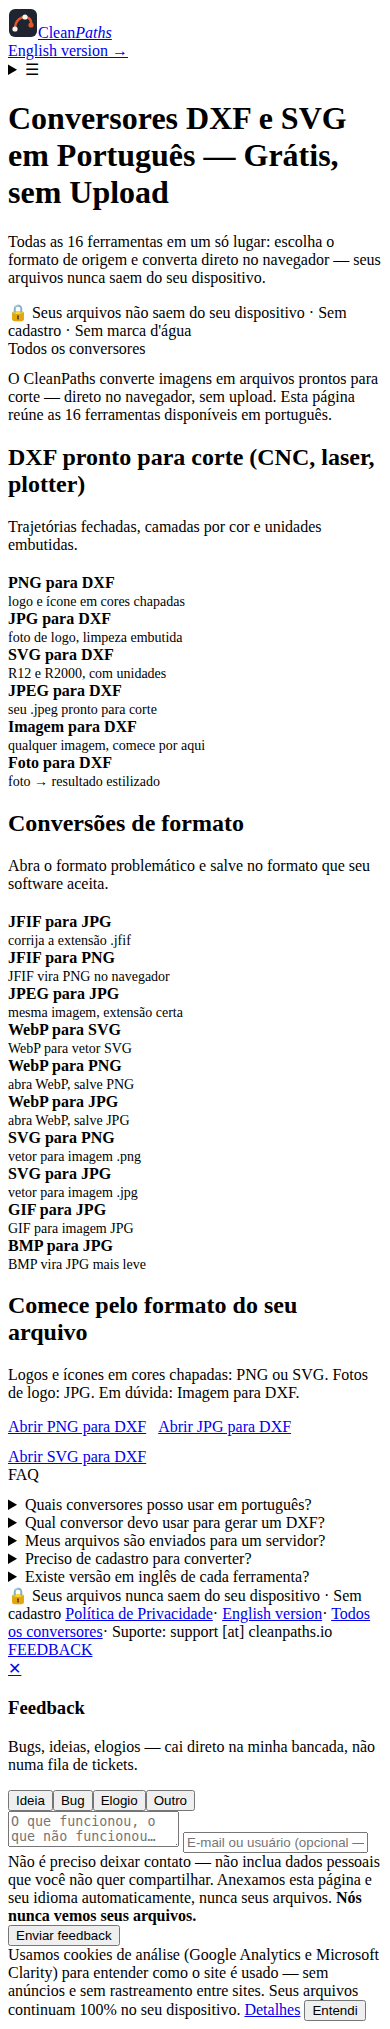 CleanPaths
English version →
☰
Conversores DXF e SVG
em Português — Grátis,
sem Upload
Todas as 16 ferramentas em um só lugar: escolha o
formato de origem e converta direto no navegador — seus
arquivos nunca saem do seu dispositivo.
🔒 Seus arquivos não saem do seu dispositivo · Sem
cadastro · Sem marca d'água
Todos os conversores
O CleanPaths converte imagens em arquivos prontos para
corte — direto no navegador, sem upload. Esta página
reúne as 16 ferramentas disponíveis em português.
DXF pronto para corte (CNC, laser,
plotter)
Trajetórias fechadas, camadas por cor e unidades
embutidas.
PNG para DXF
logo e ícone em cores chapadas
JPG para DXF
foto de logo, limpeza embutida
SVG para DXF
R12 e R2000, com unidades
JPEG para DXF
seu .jpeg pronto para corte
Imagem para DXF
qualquer imagem, comece por aqui
Foto para DXF
foto → resultado estilizado
Conversões de formato
Abra o formato problemático e salve no formato que seu
software aceita.
JFIF para JPG
corrija a extensão .jfif
JFIF para PNG
JFIF vira PNG no navegador
JPEG para JPG
mesma imagem, extensão certa
WebP para SVG
WebP para vetor SVG
WebP para PNG
abra WebP, salve PNG
WebP para JPG
abra WebP, salve JPG
SVG para PNG
vetor para imagem .png
SVG para JPG
vetor para imagem .jpg
GIF para JPG
GIF para imagem JPG
BMP para JPG
BMP vira JPG mais leve
Comece pelo formato do seu
arquivo
Logos e ícones em cores chapadas: PNG ou SVG. Fotos
de logo: JPG. Em dúvida: Imagem para DXF.
Abrir PNG para DXF Abrir JPG para DXF
Abrir SVG para DXF
FAQ
Quais conversores posso usar em português?
Qual conversor devo usar para gerar um DXF?
Meus arquivos são enviados para um servidor?
Preciso de cadastro para converter?
Existe versão em inglês de cada ferramenta?
🔒 Seus arquivos nunca saem do seu dispositivo · Sem
cadastro Política de Privacidade· English version· Todos
os conversores· Suporte: support [at] cleanpaths.io
FEEDBACK
✕
Feedback
Bugs, ideias, elogios — cai direto na minha bancada, não
numa fila de tickets.
Ideia Bug Elogio Outro
O que funcionou, o
que não funcionou…
E-mail ou usuário (opcional —
Não é preciso deixar contato — não inclua dados pessoais
que você não quer compartilhar. Anexamos esta página e
seu idioma automaticamente, nunca seus arquivos. Nós
nunca vemos seus arquivos.
Enviar feedback
Usamos cookies de análise (Google Analytics e Microsoft
Clarity) para entender como o site é usado — sem
anúncios e sem rastreamento entre sites. Seus arquivos
continuam 100% no seu dispositivo. Detalhes Entendi